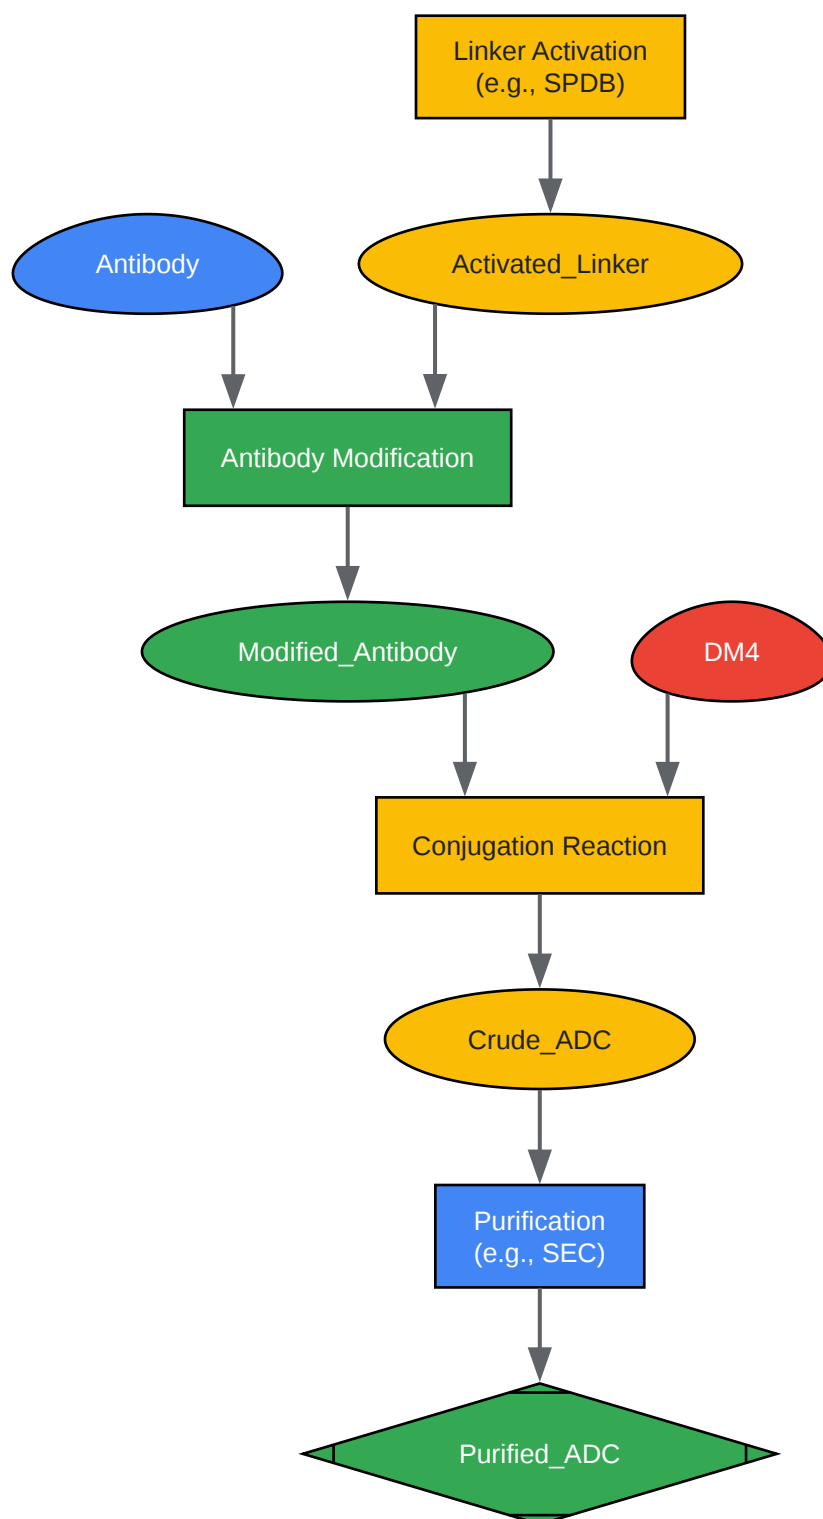 Linker Activation
(e.g., SPDB)
Antibody
Activated_Linker
Antibody Modification
Modified_Antibody
DM4
Conjugation Reaction
Crude_ADC
Purification
(e.g., SEC)
Purified_ADC